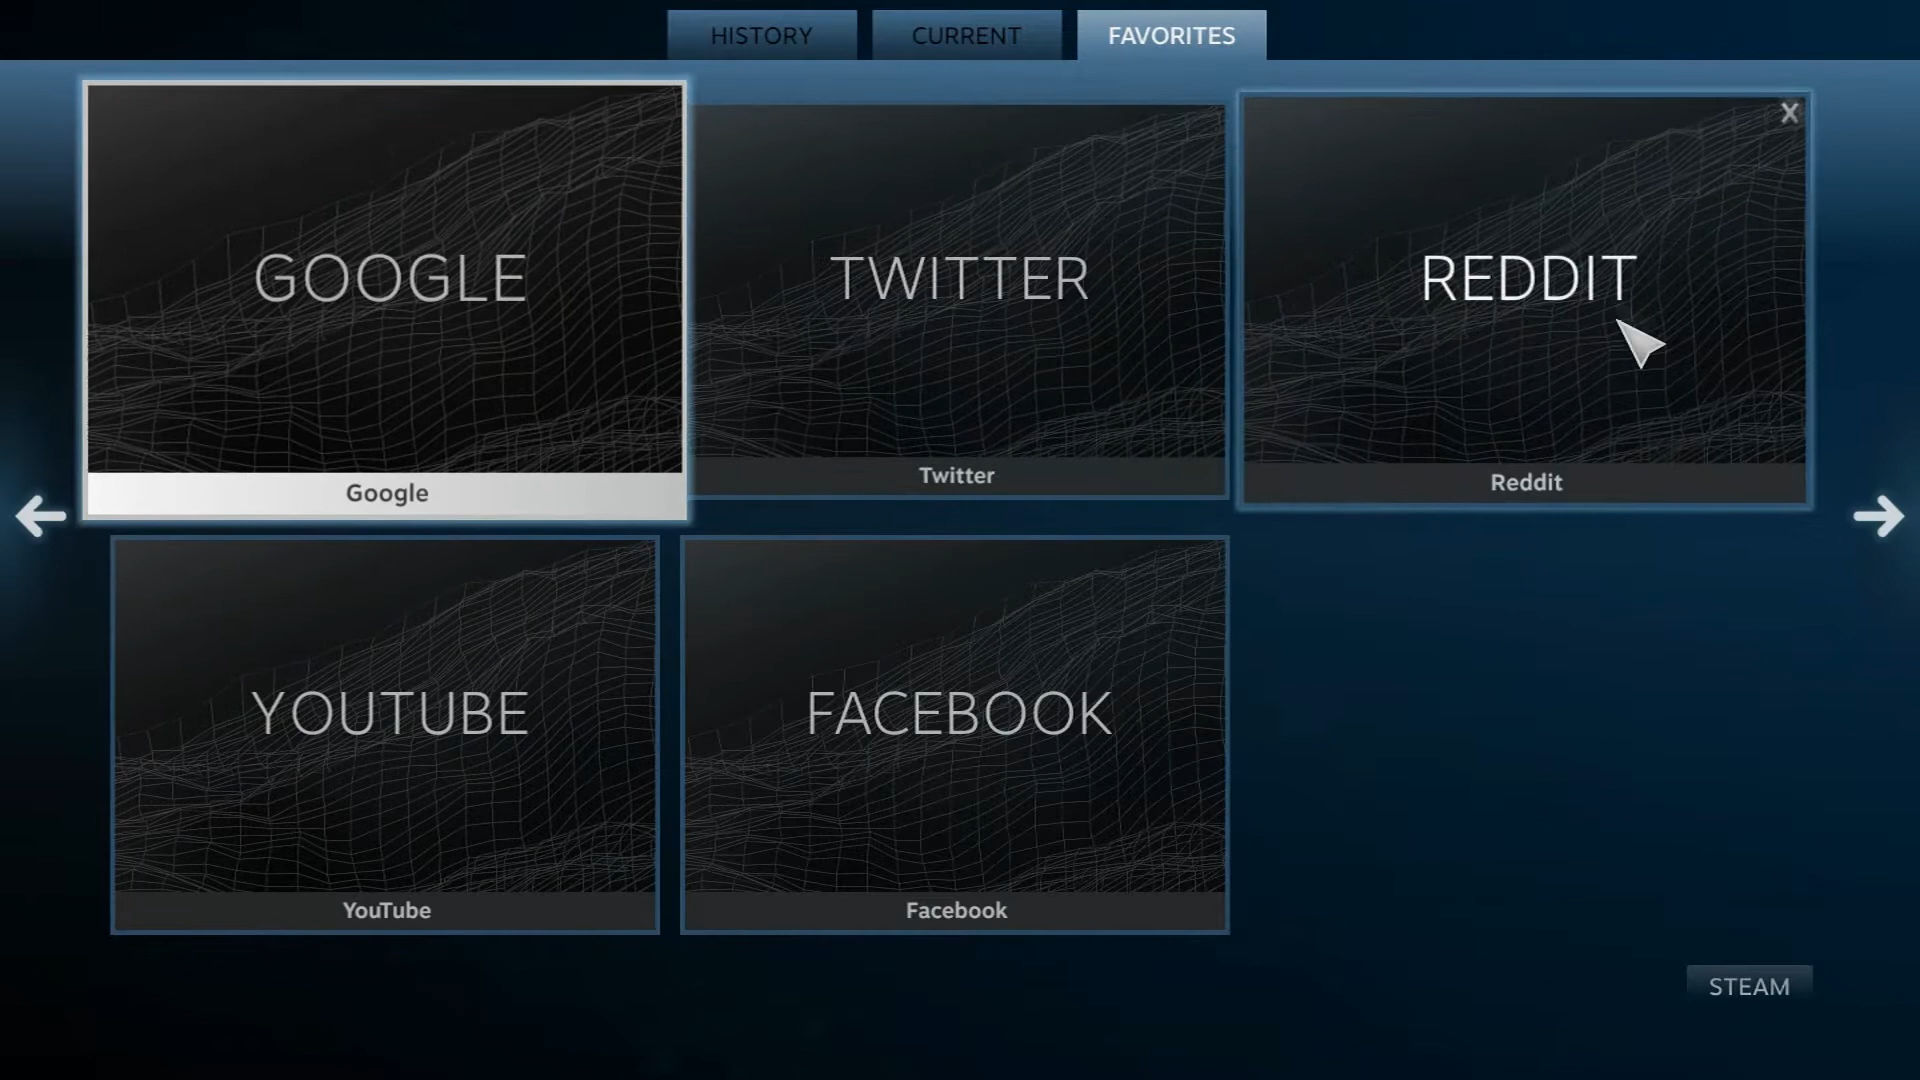 HISTORY
CURRENT
FAVORITES
X
GOOGLE
TWITTER
REDDIT
Google
Twitter
Reddit
YOUTUBE
FACEBOOK
YouTube
Facebook
STEAM